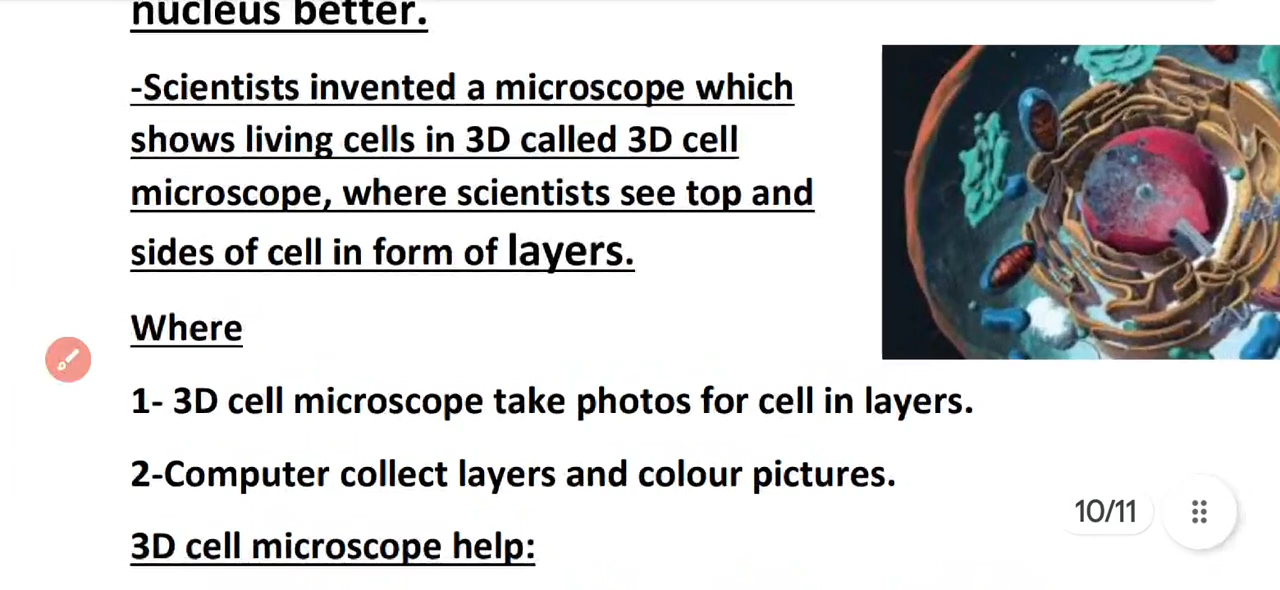 nucleus better.
-Scientists invented a microscope which
shows living cells in 3D called 3D cell
microscope, where scientists see top and
sides of cell in form of layers.
Where
1- 3D cell microscope take photos for cell in layers.
2-Computer collect layers and colour pictures.
10/11
3D cell microscope help: